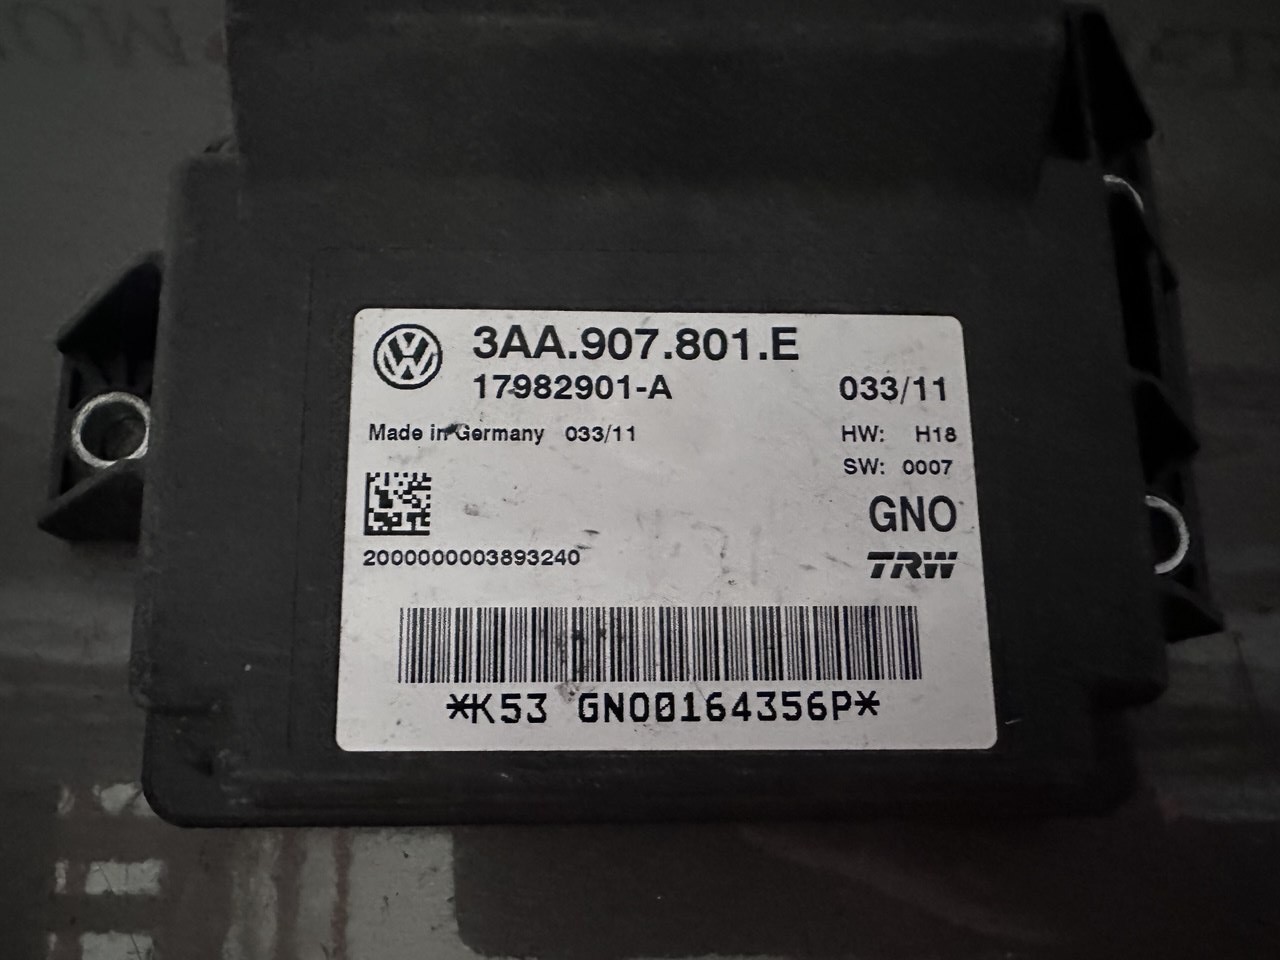 3AA.907.801.E
17982901-A 033/11
Made in Germany 033/11 HW: H18
SW: 0007
GNO
2000000003893240 TRW
*K53 GNO0164356P*